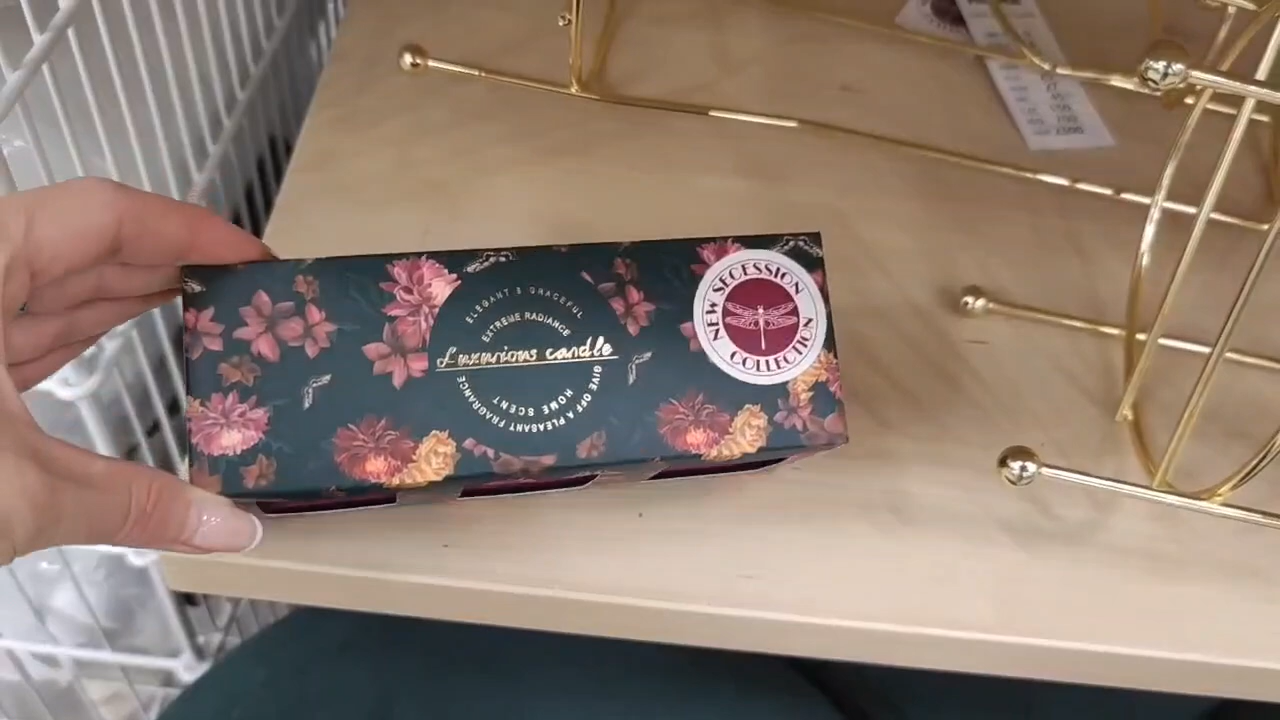 ELEGANT & GRACEFUL
EXTREME RADIANCE
Luxurious candle
HOME SCENT
GIVE OFF A PLEASANT FRAGRANCE
NEW SECESSION
COLLECTION